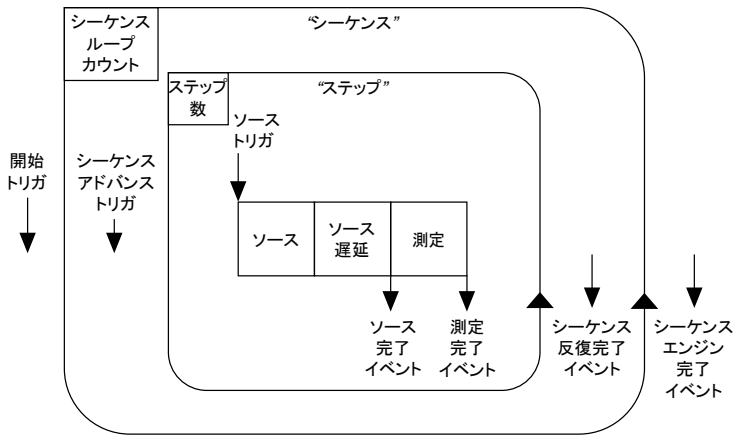 シーケンス
ループ
カウント
“シーケンス”
ステップ
数
“ステップ”
ソース
トリガ
開始
トリガ
シーケンス
アドバンス
トリガ
ソース
ソース
遅延
測定
ソース
完了
イベント
測定
完了
イベント
シーケンス
反復完了
イベント
シーケンス
エンジン
完了
イベント